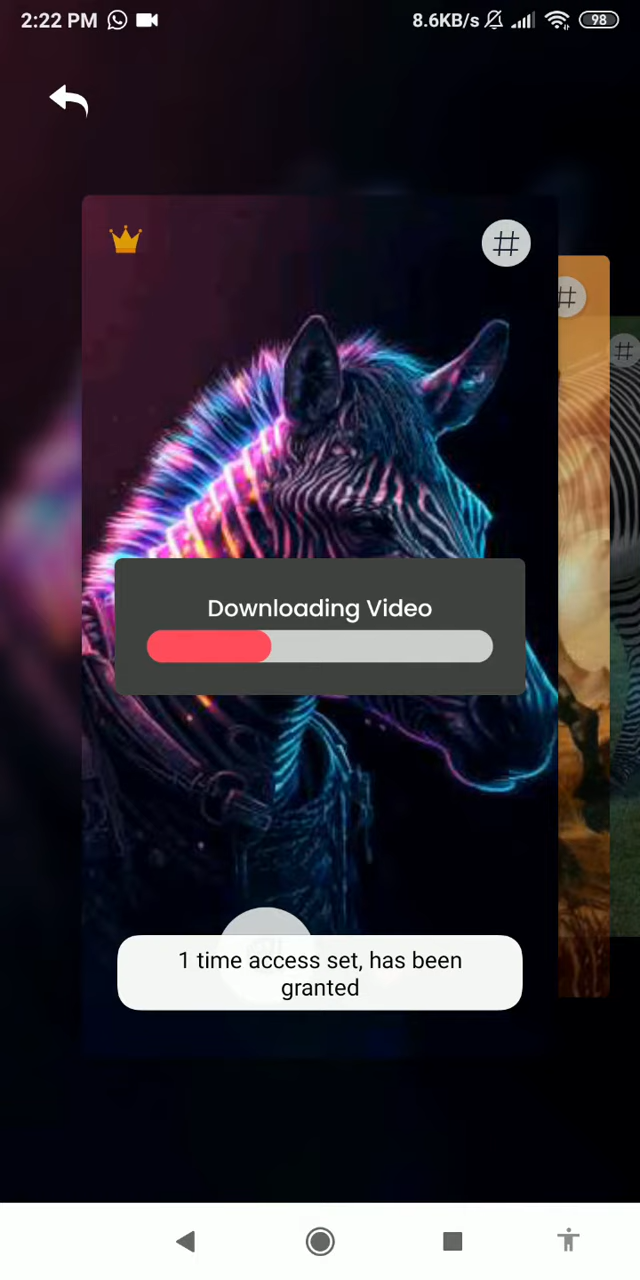 2:22 PM
8.6KB/s
98
#
#
#
Downloading Video
1 time access set, has been
granted